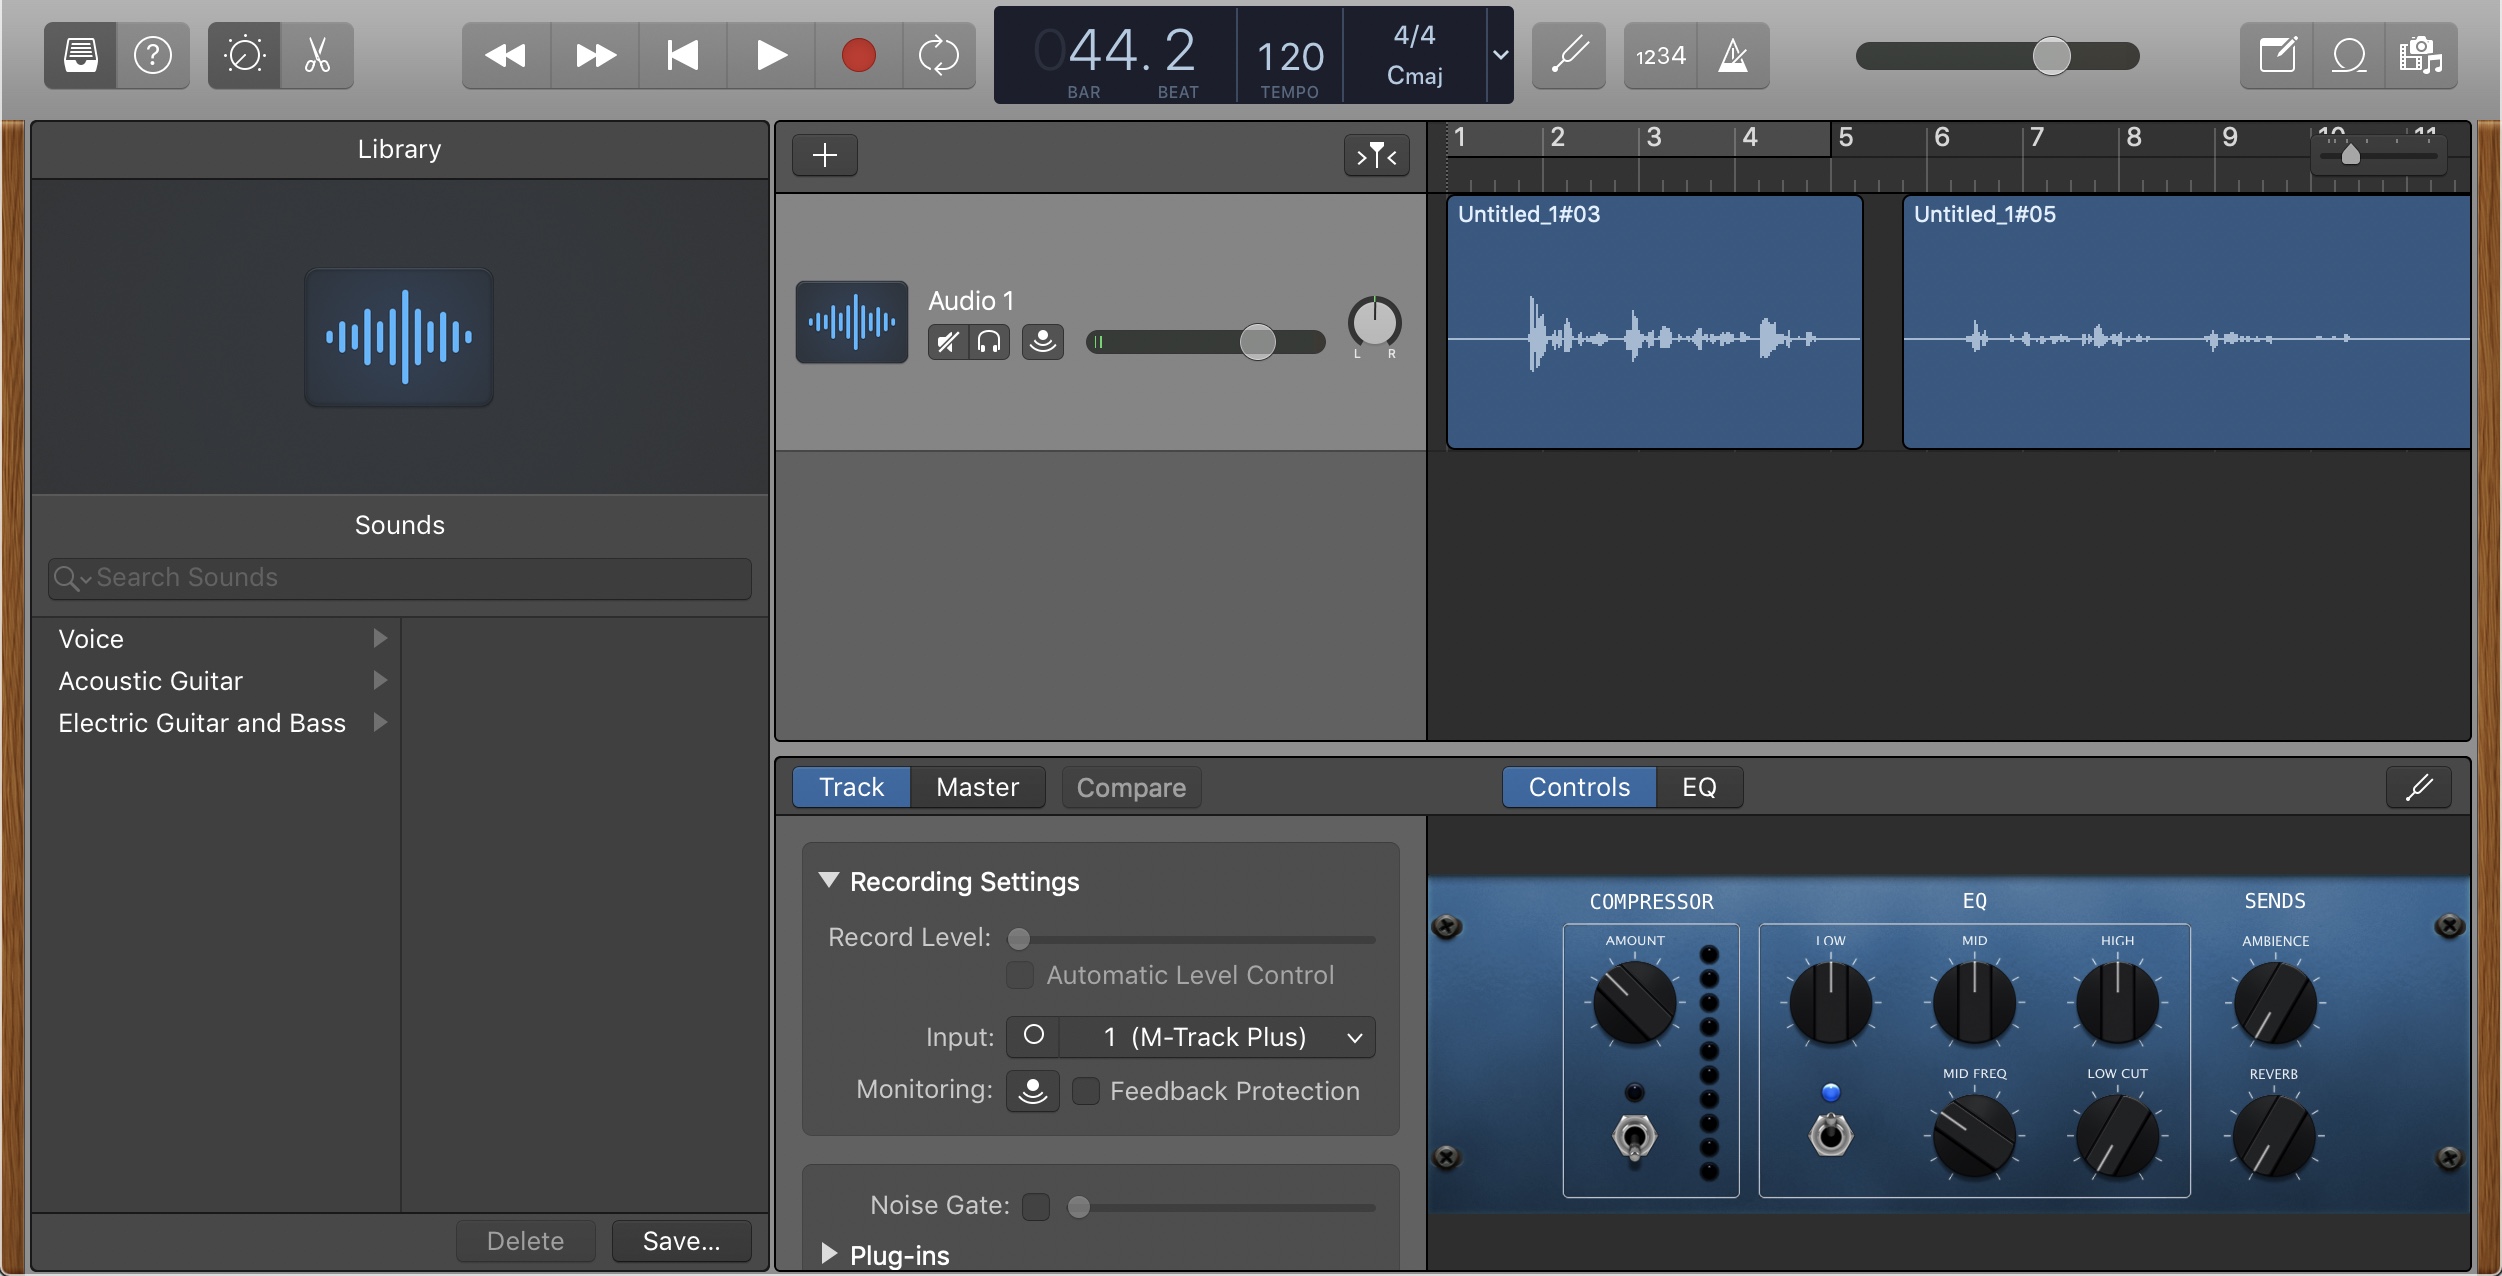 ?
044. 2
BAR BEAT
120
TEMPO
4/4
Cmaj
1234
Library
1 2 3 4 5 6 7 8 9 10 11
Untitled_1#03
Untitled_1#05
Audio 1
L R
Sounds
Search Sounds
Voice
Acoustic Guitar
Electric Guitar and Bass
Delete Save...
Track Master Compare
Controls EQ
Recording Settings
Record Level:
Automatic Level Control
Input: 1 (M-Track Plus)
Monitoring: Feedback Protection
Noise Gate:
Plug-ins
COMPRESSOR EQ SENDS
AMOUNT LOW MID HIGH AMBIENCE
MID FREQ LOW CUT REVERB